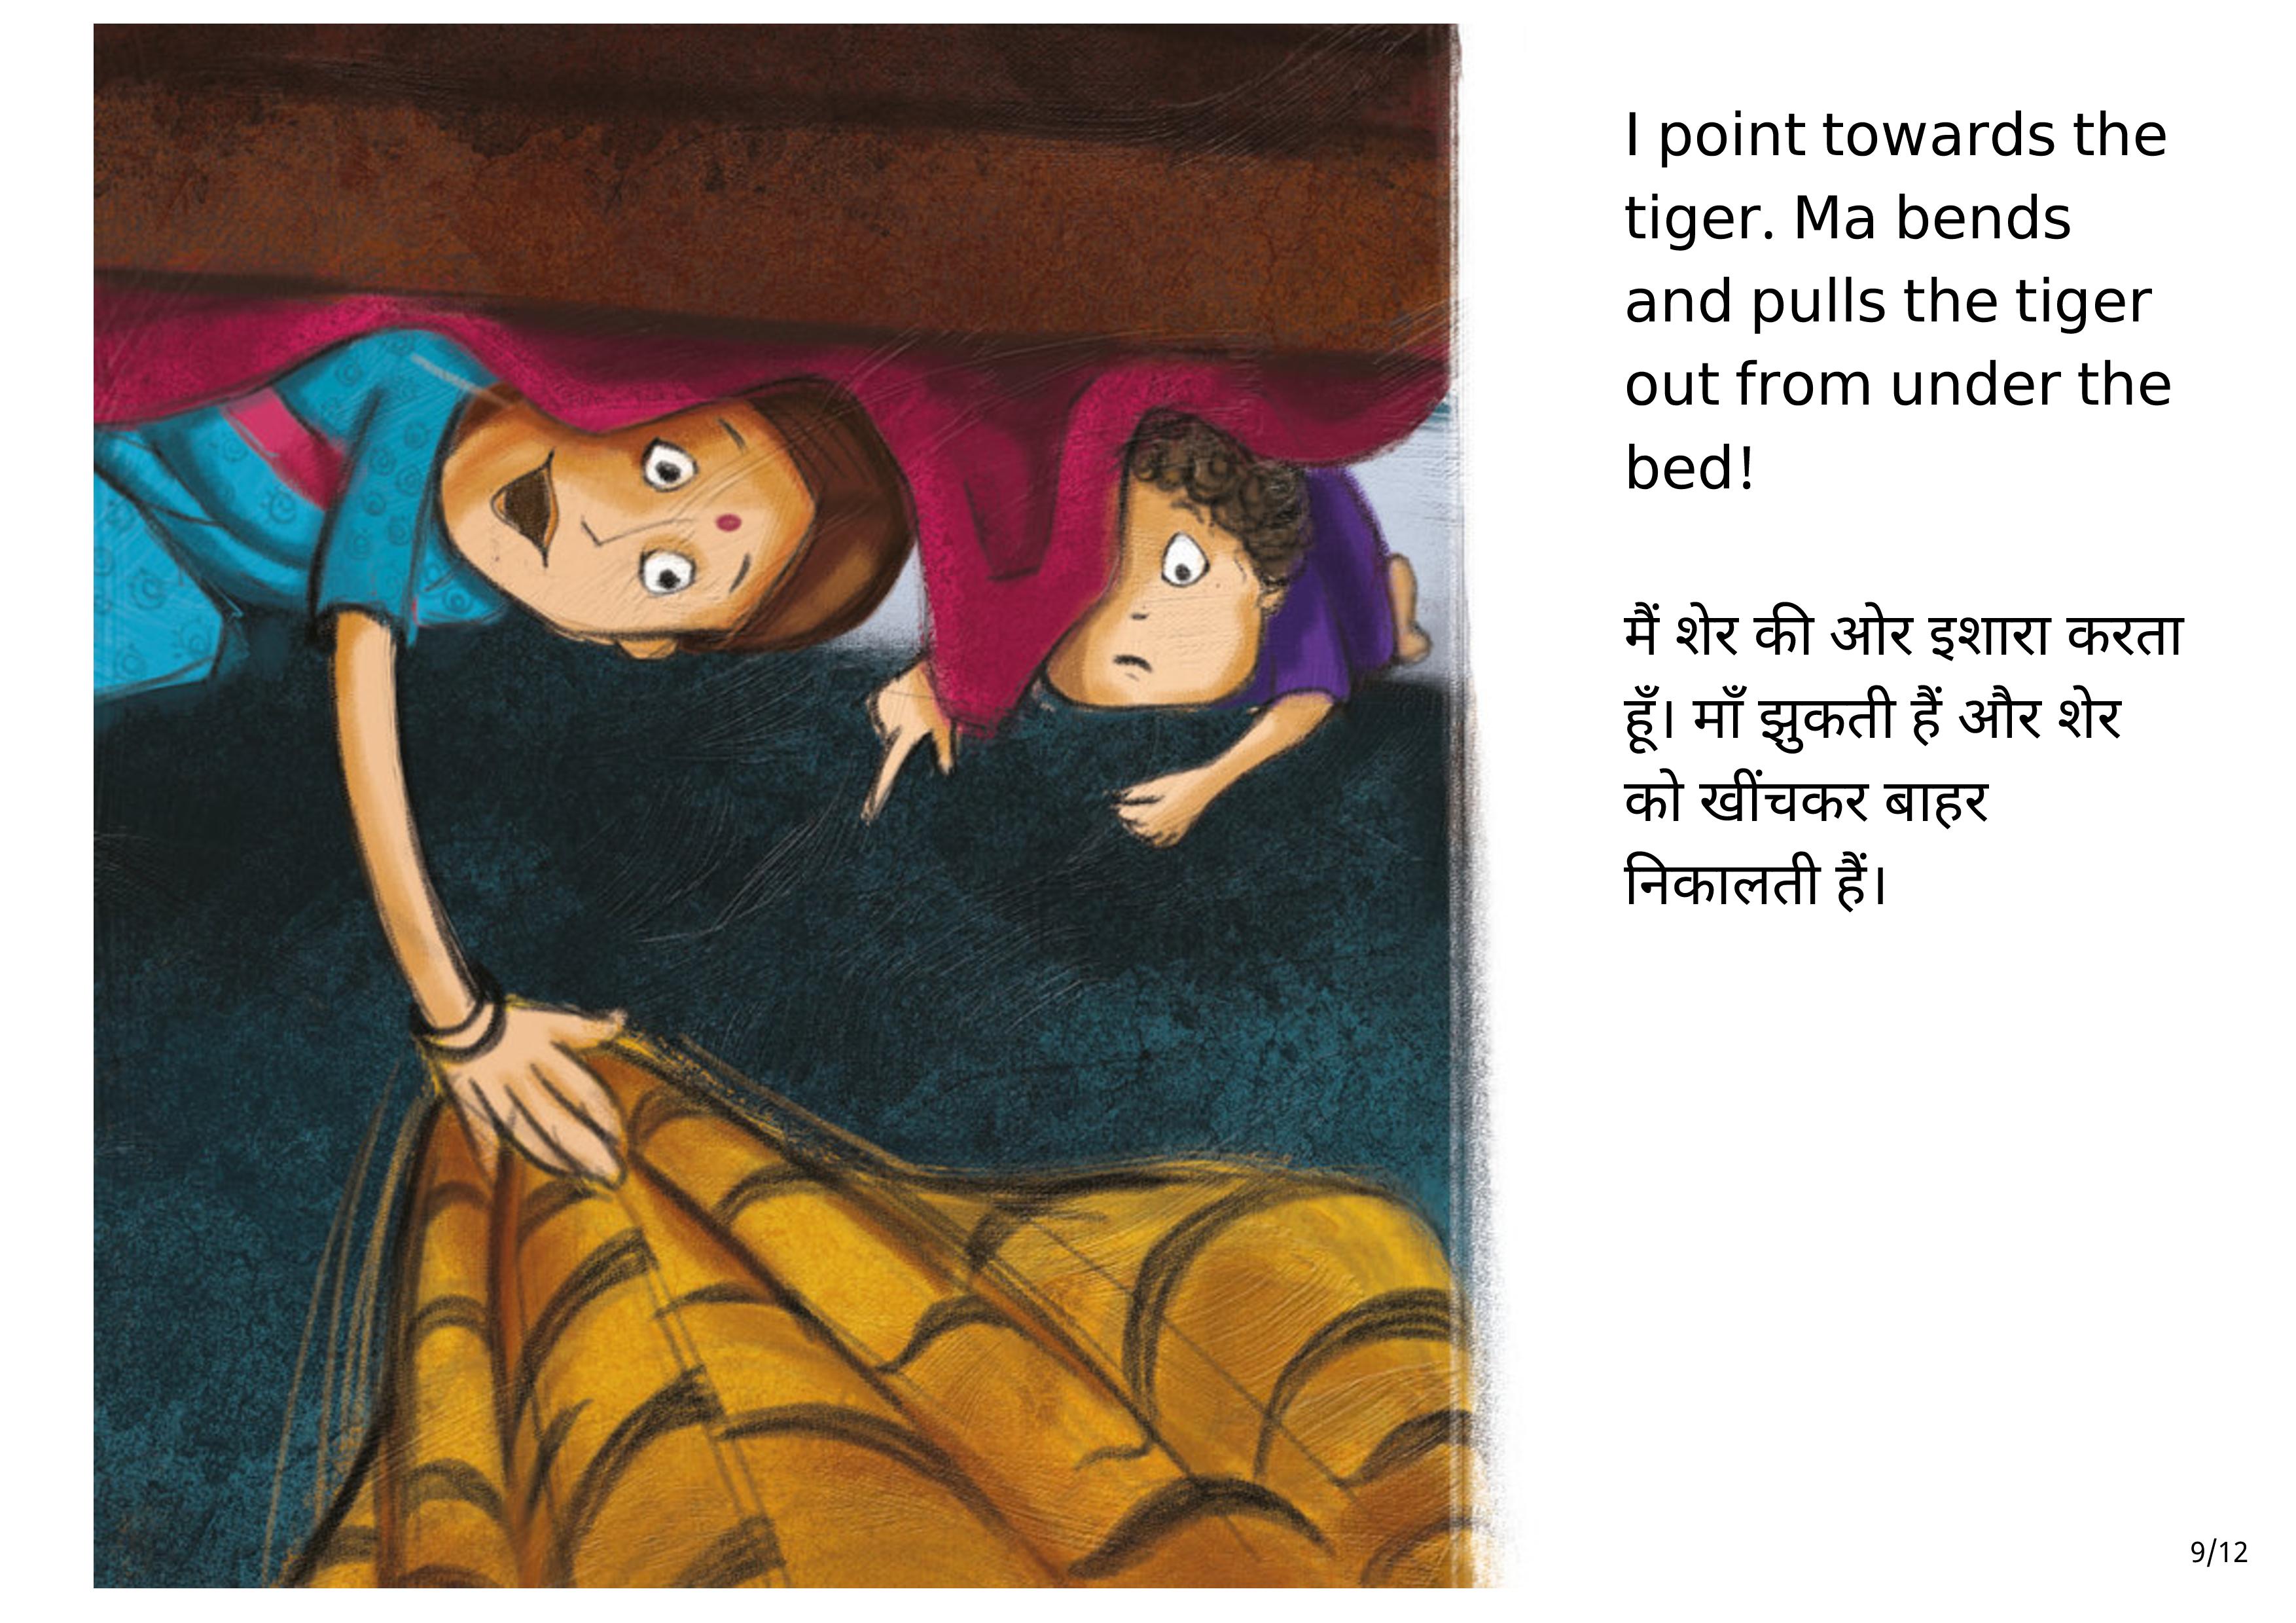 I point towards the
tiger. Ma bends
and pulls the tiger
out from under the
bed!
मैं शेर की ओर इशारा करता
हूँ। माँ झुकती हैं और शेर
को खींचकर बाहर
निकालती हैं।
9/12